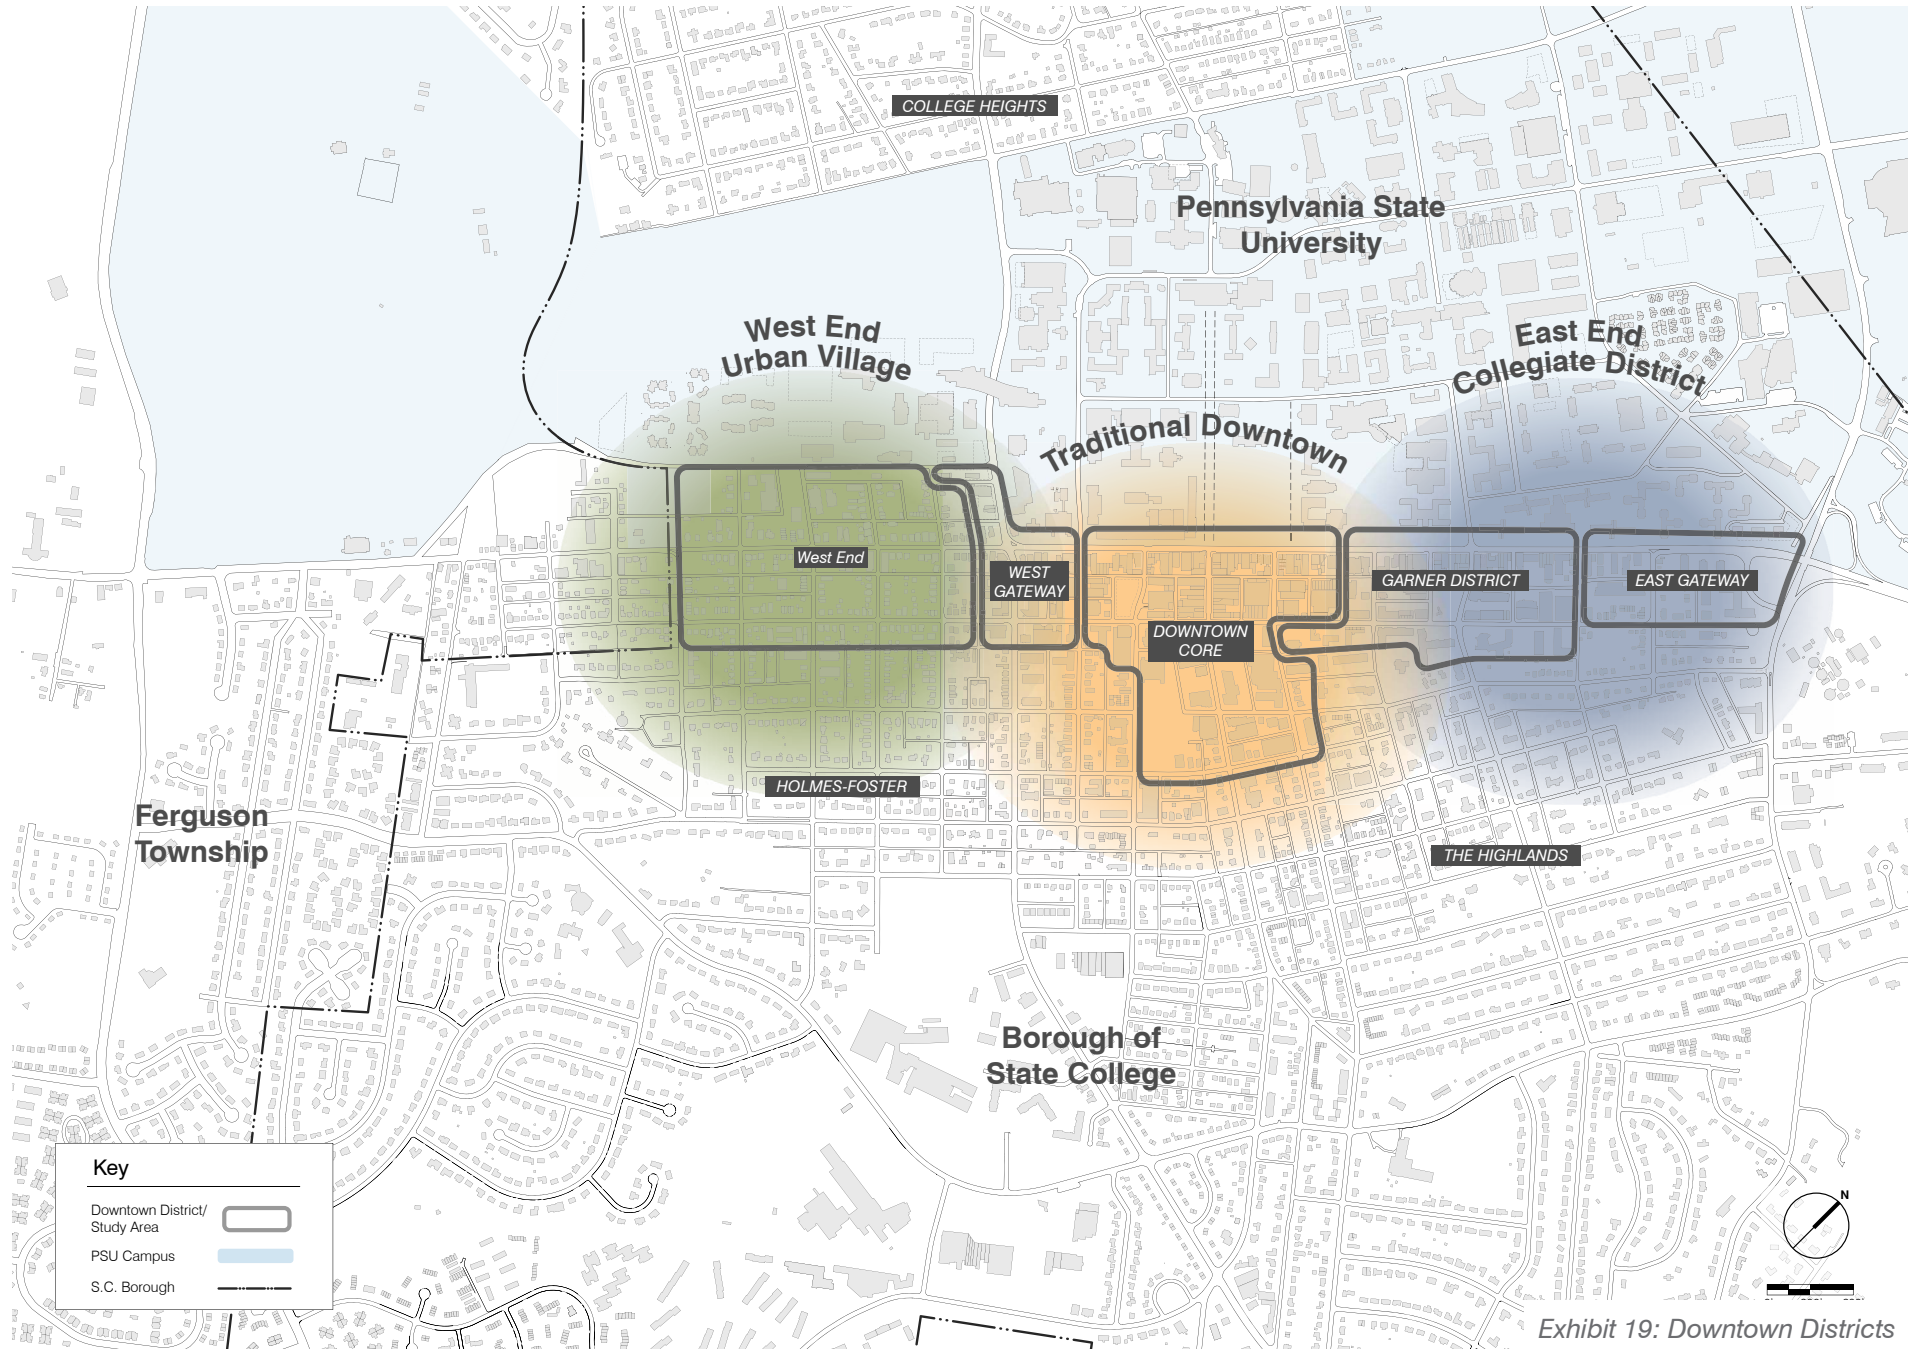 COLLEGE HEIGHTS
Pennsylvania State
University
West End
Urban Village
East End
Collegiate District
Traditional Downtown
West End
WEST
GATEWAY
GARNER DISTRICT
EAST GATEWAY
DOWNTOWN
CORE
HOLMES-FOSTER
Ferguson
Township
THE HIGHLANDS
Borough of
State College
Key
Downtown District/
Study Area
PSU Campus
S.C. Borough
N
Exhibit 19: Downtown Districts